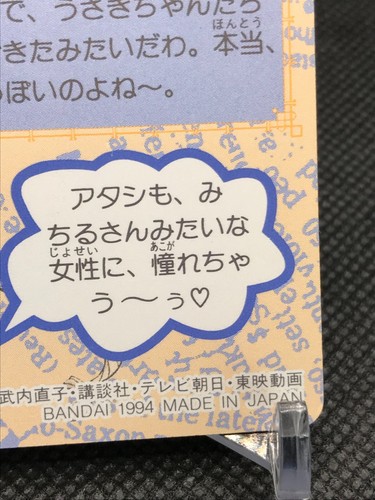 で、うさぎちゃんたち
きたみたいだわ。本当、
っぽいのよね〜。
アタシも、み
ちるさんみたいな
女性に、憧れちゃ
う〜ぅ♡
武内直子・講談社・テレビ朝日・東映動画
BANDAI 1994 MADE IN JAPAN